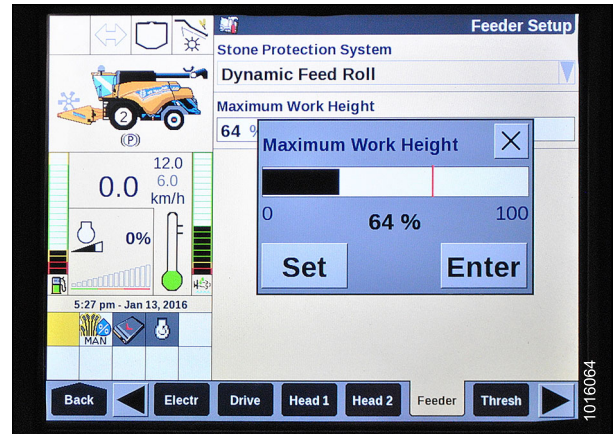 Feeder Setup
Stone Protection System
Dynamic Feed Roll
Maximum Work Height
64 %
Maximum Work Height
0
64 %
100
Set
Enter
2
(P)
12.0
6.0
0.0
km/h
0%
5:27 pm - Jan 13, 2016
%
MAN
Back
Electr
Drive
Head 1
Head 2
Feeder
Thresh
1016064